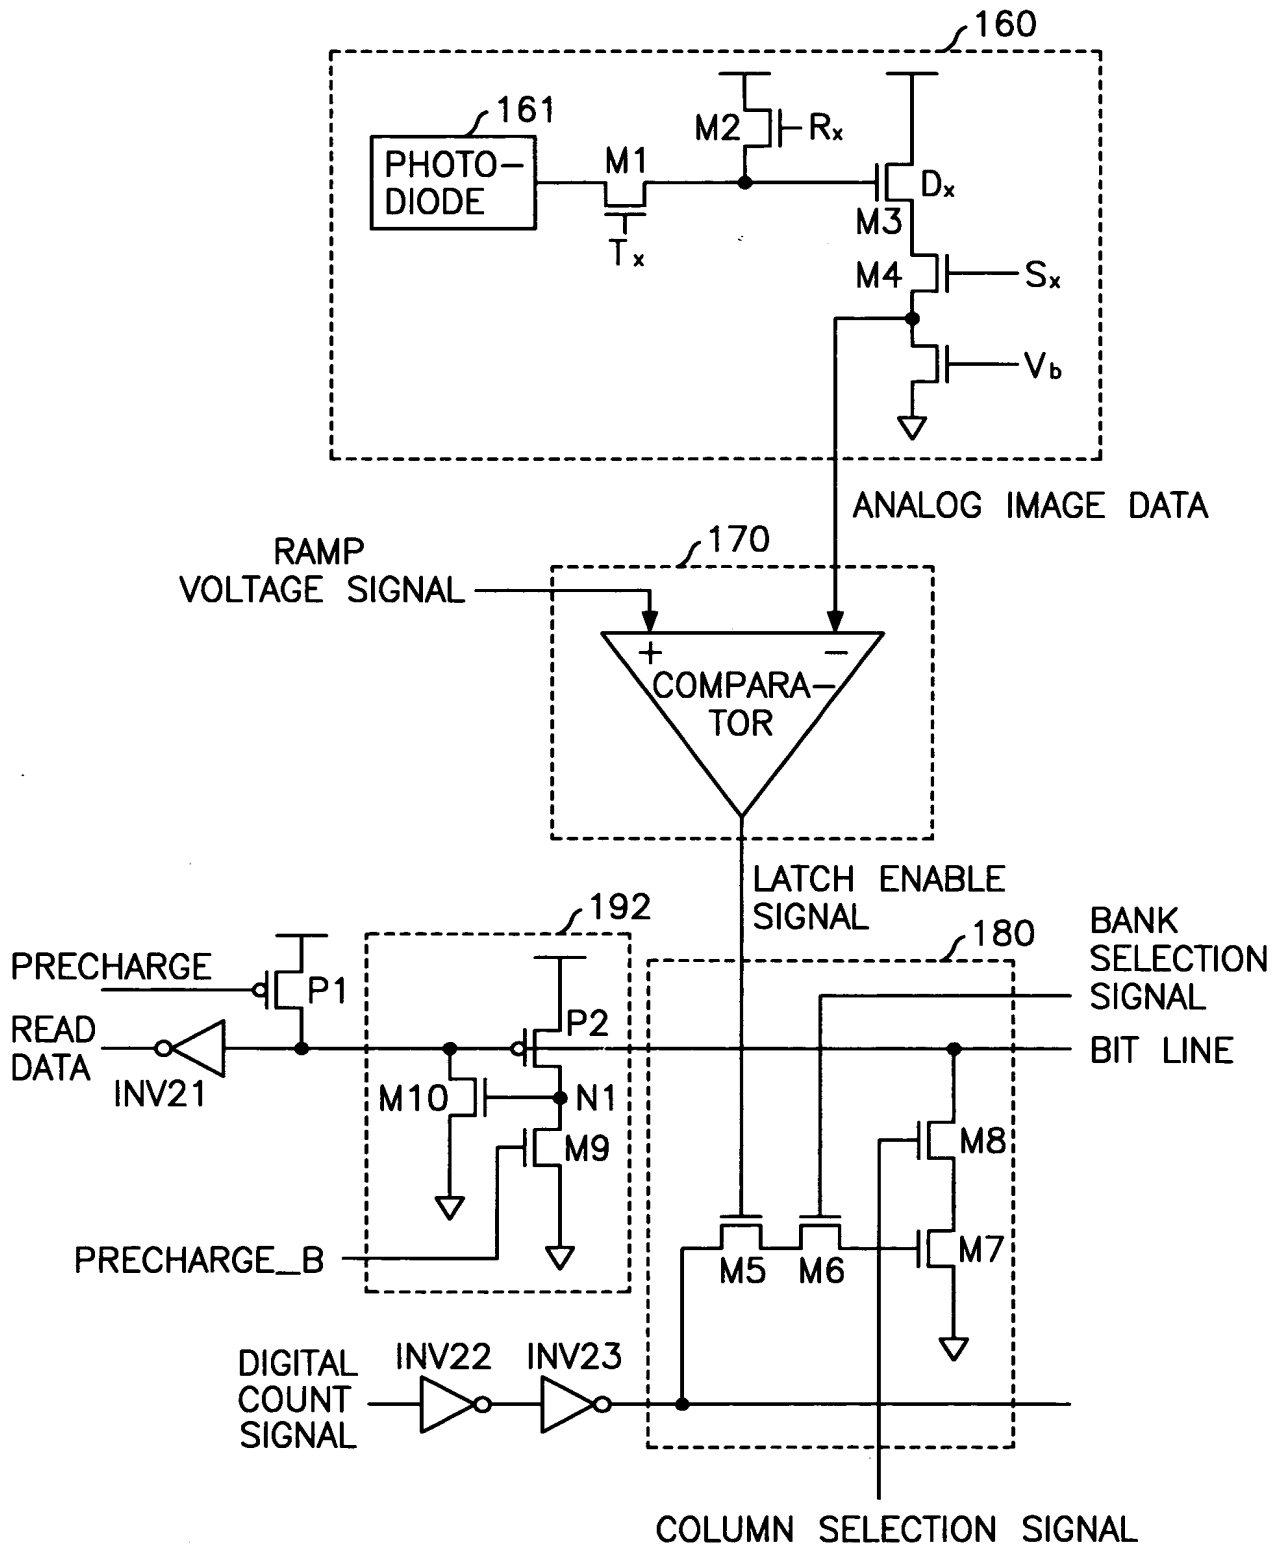 160
161
PHOTO-
DIODE
M1
Tx
M2
Rx
Dx
M3
M4
Sx
Vb
ANALOG IMAGE DATA
RAMP
VOLTAGE SIGNAL
170
+
-
COMPARA-
TOR
LATCH ENABLE
SIGNAL
192
180
BANK
SELECTION
SIGNAL
PRECHARGE
P1
READ
DATA
INV21
P2
BIT LINE
M10
N1
M9
M8
PRECHARGE_B
M5
M6
M7
DIGITAL
COUNT
SIGNAL
INV22
INV23
COLUMN SELECTION SIGNAL